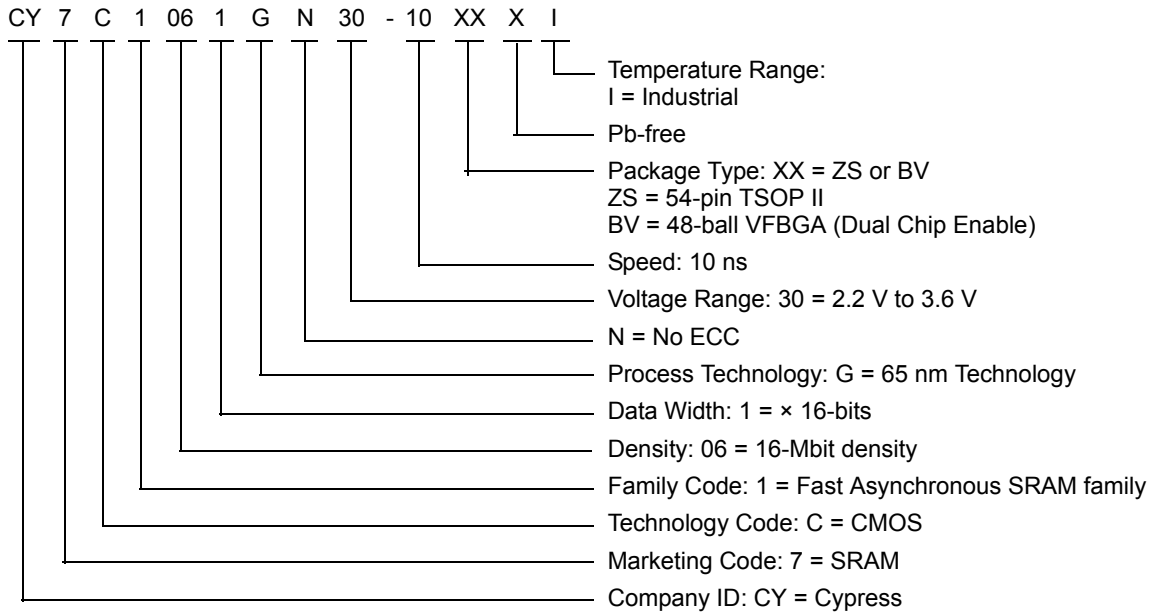 CY 7 C 1 06 1 G N 30 - 10 XX X I
Temperature Range:
I = Industrial
Pb-free
Package Type: XX = ZS or BV
ZS = 54-pin TSOP II
BV = 48-ball VFBGA (Dual Chip Enable)
Speed: 10 ns
Voltage Range: 30 = 2.2 V to 3.6 V
N = No ECC
Process Technology: G = 65 nm Technology
Data Width: 1 = × 16-bits
Density: 06 = 16-Mbit density
Family Code: 1 = Fast Asynchronous SRAM family
Technology Code: C = CMOS
Marketing Code: 7 = SRAM
Company ID: CY = Cypress